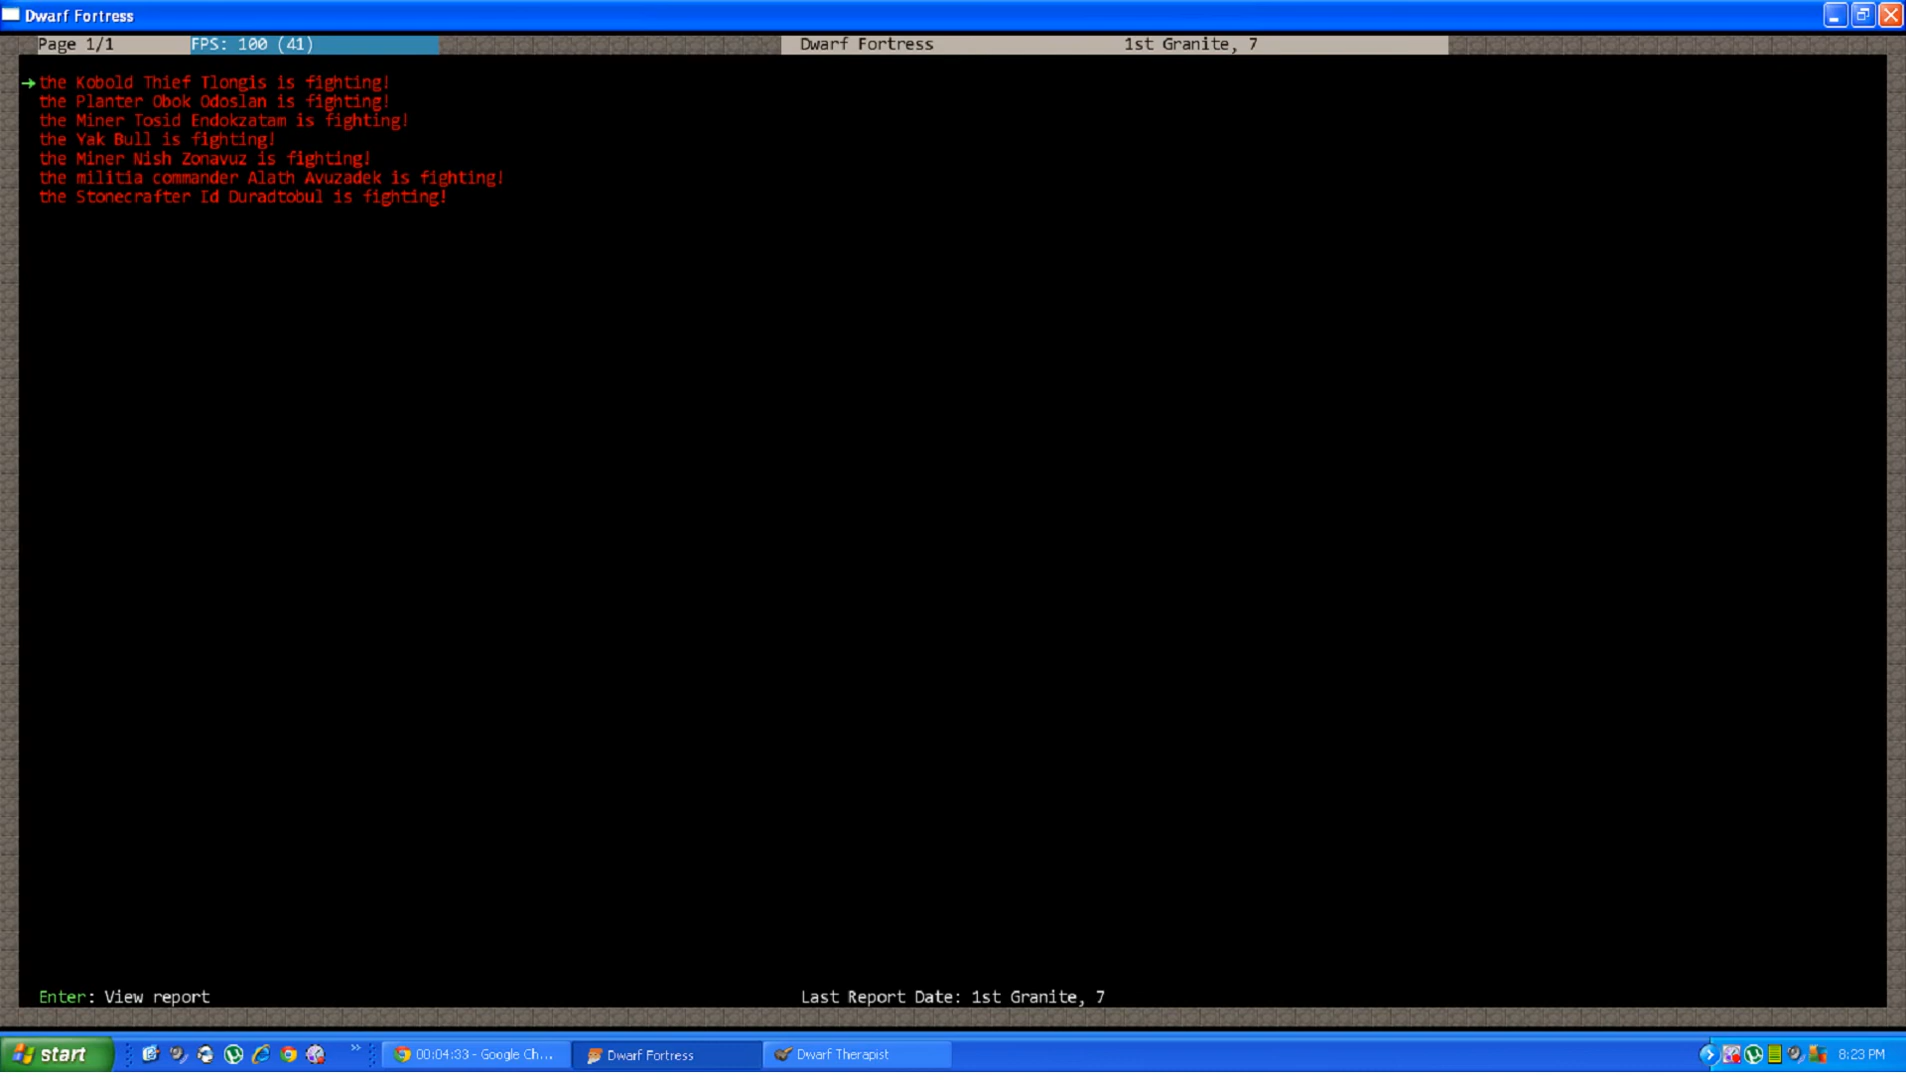 Dwarf Fortress
Page 1/1 FPS: 100 (41) Dwarf Fortress 1st Granite, 7
the Kobold Thief Tlongis is fighting!
the Planter Obok Odoslan is fighting!
the Miner Tosid Endokzatam is fighting!
the Yak Bull is fighting!
the Miner Nish Zonavuz is fighting!
the militia commander Alath Avuzadek is fighting!
the Stonecrafter Id Duradtobul is fighting!
Enter: View report Last Report Date: 1st Granite, 7
start 00:04:33 - Google Ch... Dwarf Fortress Dwarf Therapist 8:23 PM